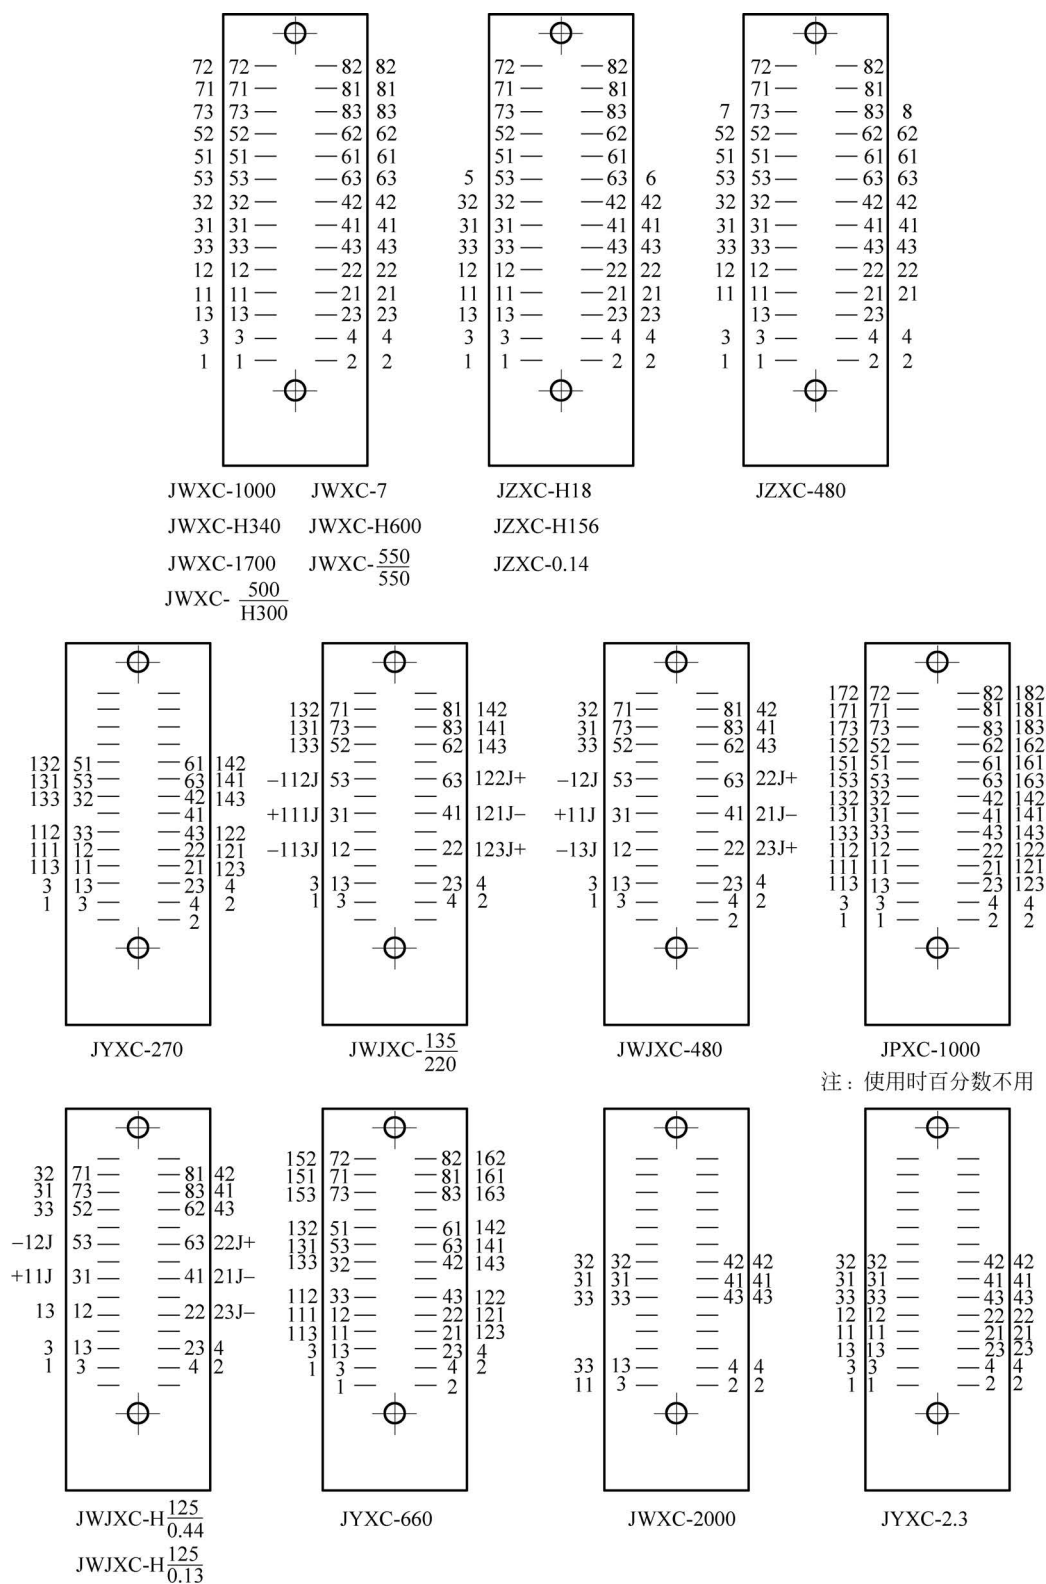 72 72 82 82
71 71 81 81
73 73 83 83
52 52 62 62
51 51 61 61
53 53 63 63
32 32 42 42
31 31 41 41
33 33 43 43
12 12 22 22
11 11 21 21
13 13 23 23
3 3 4 4
1 1 2 2
JWXC-1000 JWXC-7
JWXC-H340 JWXC-H600
JWXC-1700 JWXC-550/550
JWXC- 500/H300
72 82
71 81
73 83
52 62
51 61
5 53 63 6
32 32 42 42
31 31 41 41
33 33 43 43
12 12 22 22
11 11 21 21
13 13 23 23
3 3 4 4
1 1 2 2
JZXC-H18
JZXC-H156
JZXC-0.14
72 82
71 81
7 73 83 8
52 52 62 62
51 51 61 61
53 53 63 63
32 32 42 42
31 31 41 41
33 33 43 43
12 12 22 22
11 11 21 21
13 23
3 3 4 4
1 1 2 2
JZXC-480
132 51 61 142
131 53 63 141
133 32 42 143
41
112 33 43 122
111 12 22 121
113 11 21 123
3 13 23 4
1 3 4 2
2
JYXC-270
132 71 81 142
131 73 83 141
133 52 62 143
−112J 53 63 122J+
+111J 31 41 121J−
−113J 12 22 123J+
3 13 23 4
1 3 4 2
JWJXC-135/220
32 71 81 42
31 73 83 41
33 52 62 43
−12J 53 63 22J+
+11J 31 41 21J−
−13J 12 22 23J+
3 13 23 4
1 3 4 2
2
JWJXC-480
172 72 82 182
171 71 81 181
173 73 83 183
152 52 62 162
151 51 61 161
153 53 63 163
132 32 42 142
131 31 41 141
133 33 43 143
112 12 22 122
111 11 21 121
113 13 23 123
3 3 4 4
1 1 2 2
JPXC-1000
注：使用时百分数不用
32 71 81 42
31 73 83 41
33 52 62 43
−12J 53 63 22J+
+11J 31 41 21J−
13 12 22 23J−
3 13 23 4
1 3 4 2
JWJXC-H125/0.44
JWJXC-H125/0.13
152 72 82 162
151 71 81 161
153 73 83 163
132 51 61 142
131 53 63 141
133 32 42 143
112 33 43 122
111 12 22 121
113 11 21 123
3 13 23 4
1 3 4 2
1 2
JYXC-660
32 32 42 42
31 31 41 41
33 33 43 43
33 13 4 4
11 3 2 2
JWXC-2000
32 32 42 42
31 31 41 41
33 33 43 43
12 12 22 22
11 11 21 21
13 13 23 23
3 3 4 4
1 1 2 2
JYXC-2.3